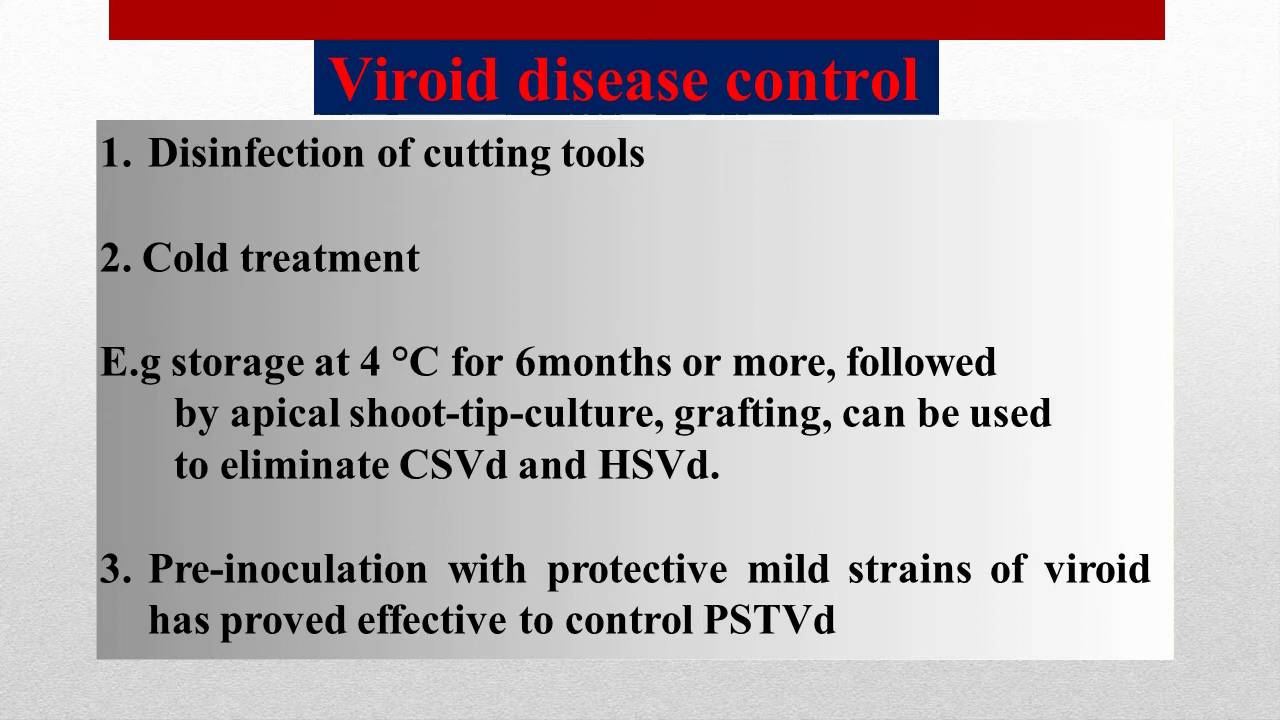 Viroid disease control
1. Disinfection of cutting tools
2. Cold treatment
E.g storage at 4 °C for 6months or more, followed
by apical shoot-tip-culture, grafting, can be used
to eliminate CSVd and HSVd.
3. Pre-inoculation with protective mild strains of viroid
has proved effective to control PSTVd